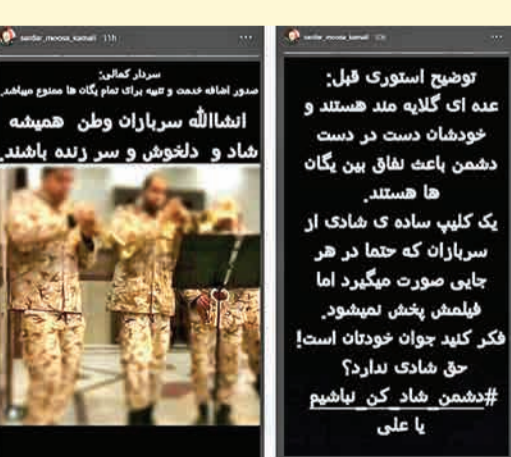 sardar_moosa_kamali 11h
سردار کمالی:
صدور اضافه خدمت و تنبیه برای تمام یگان ها ممنوع میباشد.
انشاالله سربازان وطن همیشه
شاد و دلخوش و سر زنده باشند.
sardar_moosa_kamali
توضیح استوری قبل:
عده ای گلایه مند هستند و
خودشان دست در دست
دشمن باعث نفاق بین یگان
ها هستند.
یک کلیپ ساده ی شادی از
سربازان که حتما در هر
جایی صورت میگیرد اما
فیلمش پخش نمیشود.
فکر کنید جوان خودتان است!
حق شادی ندارد؟
#دشمن_شاد_کن_نباشیم
یا علی